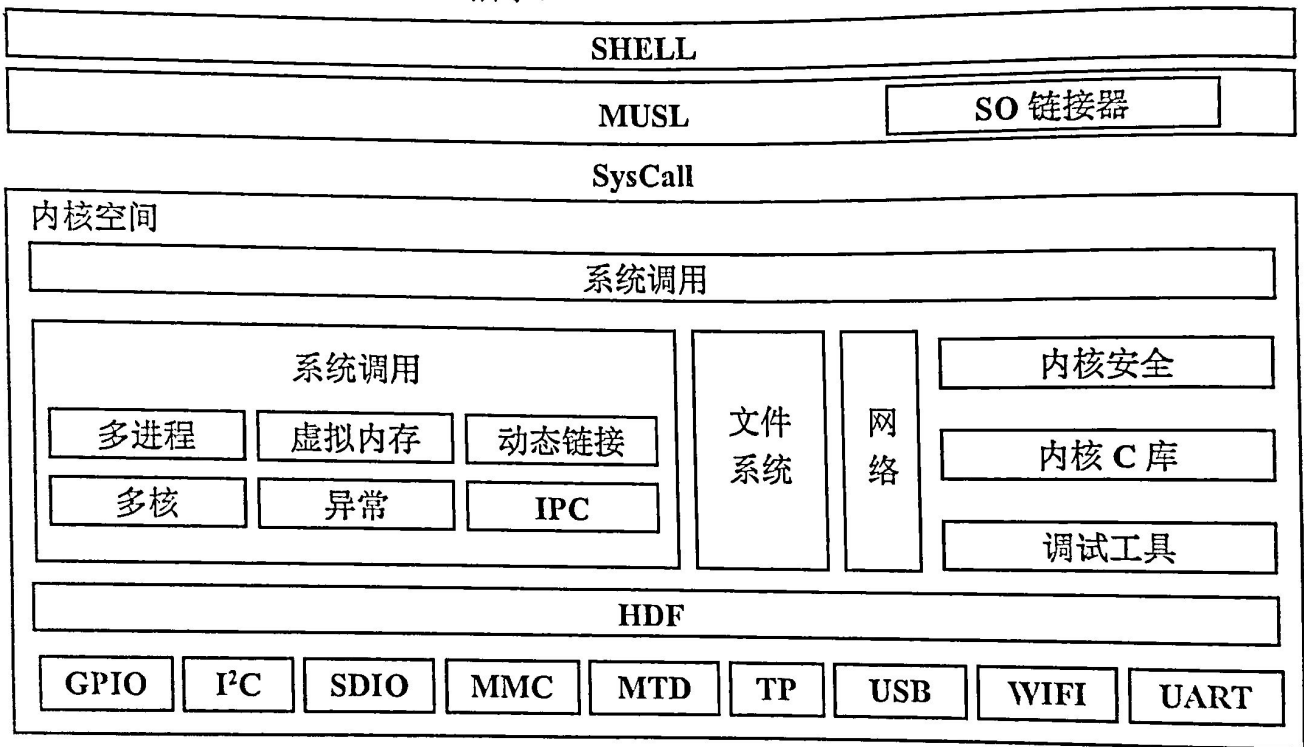 SHELL
MUSL
SO 链接器
SysCall
内核空间
系统调用
系统调用
多进程
虚拟内存
动态链接
多核
异常
IPC
文件
系统
网
络
内核安全
内核 C 库
调试工具
HDF
GPIO
I²C
SDIO
MMC
MTD
TP
USB
WIFI
UART